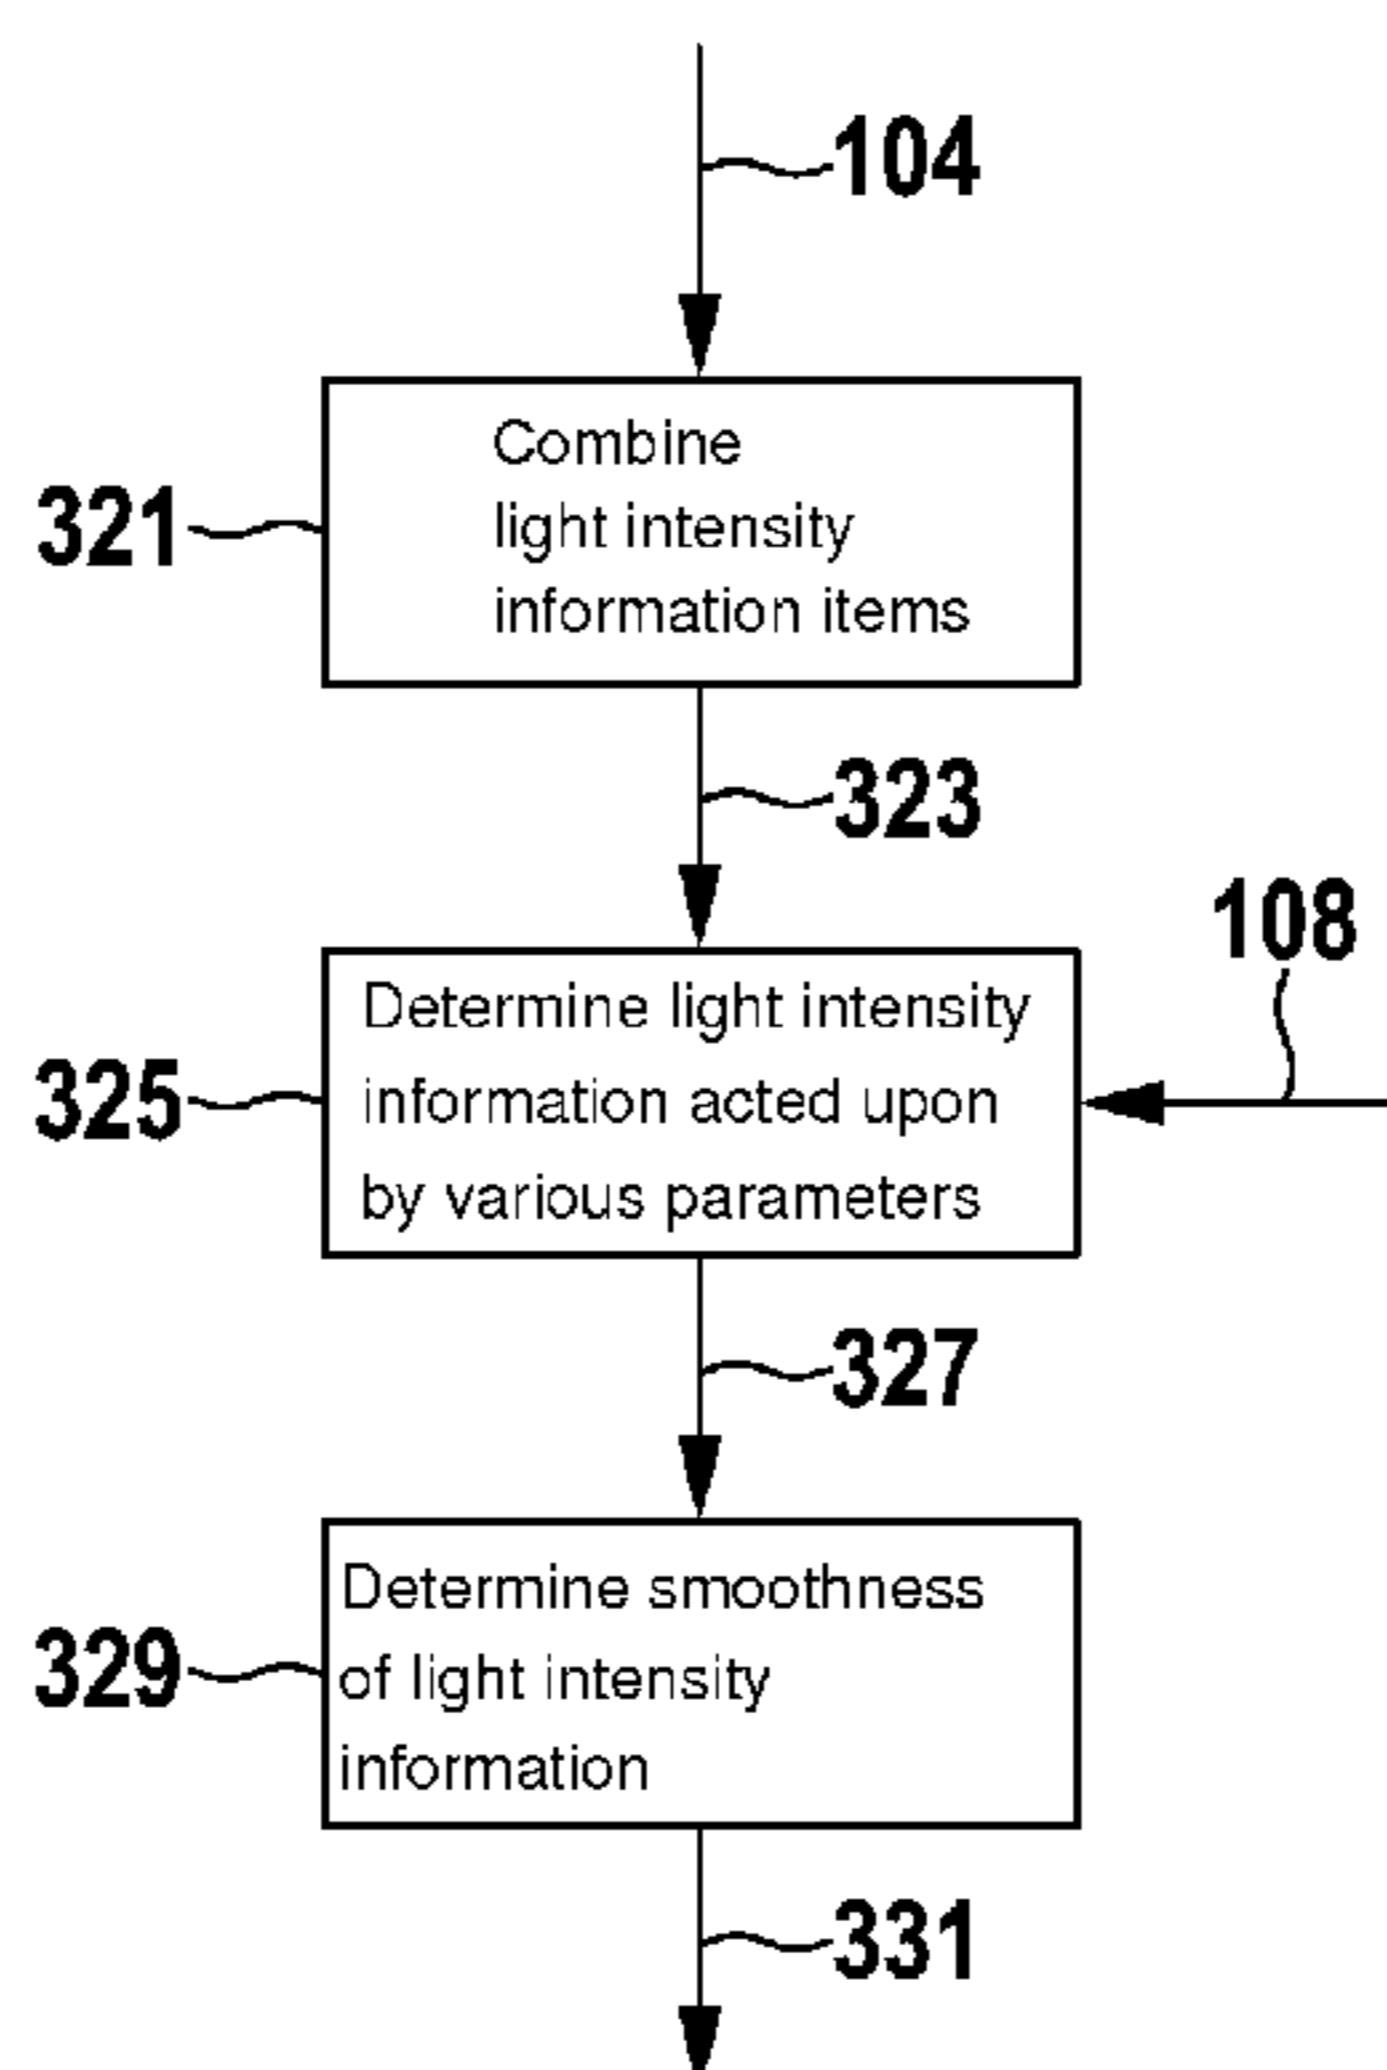 104
Combine
light intensity
information items
321
323
108
Determine light intensity
information acted upon
by various parameters
325
327
Determine smoothness
of light intensity
information
329
331